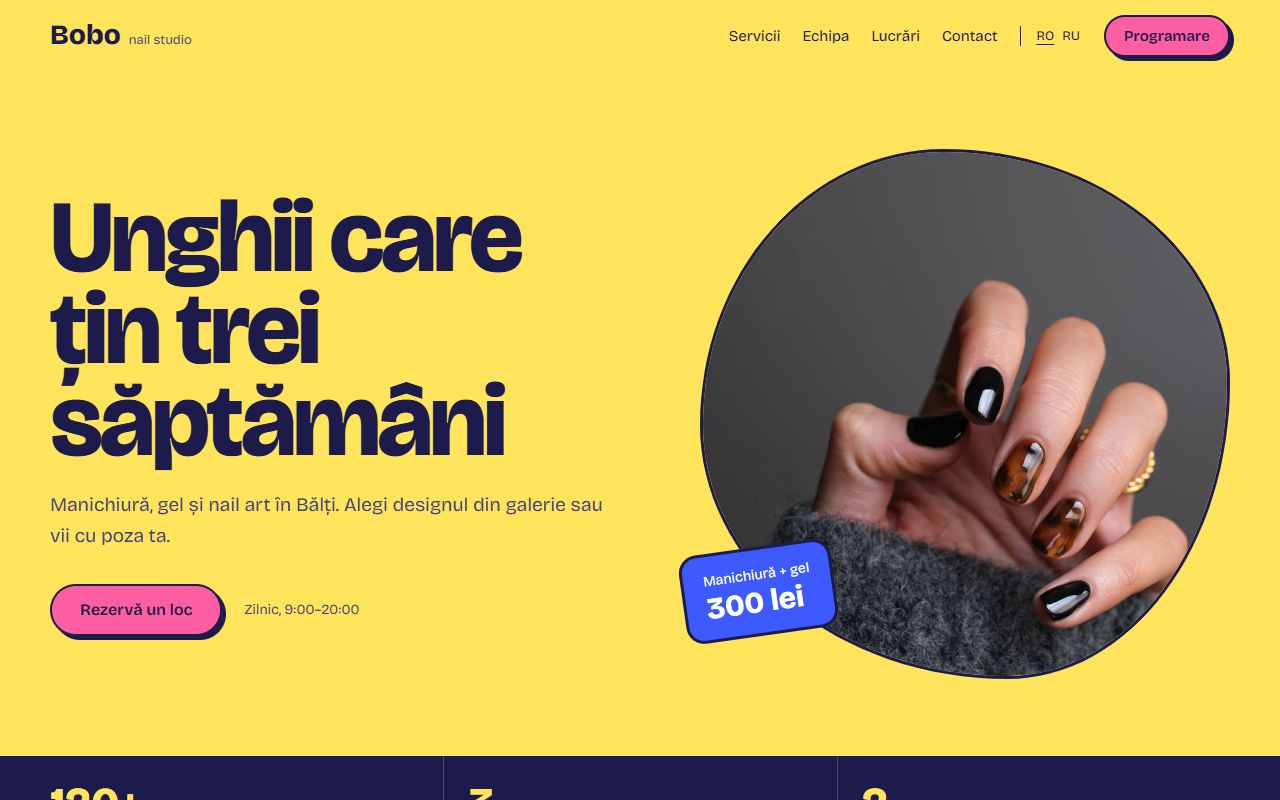 Bobo nail studio
Servicii Echipa Lucrări Contact RO RU Programare
Unghii care
țin trei
săptămâni
Manichiură, gel și nail art în Bălți. Alegi designul din galerie sau
vii cu poza ta.
Rezervă un loc Zilnic, 9:00–20:00
Manichiură + gel
300 lei